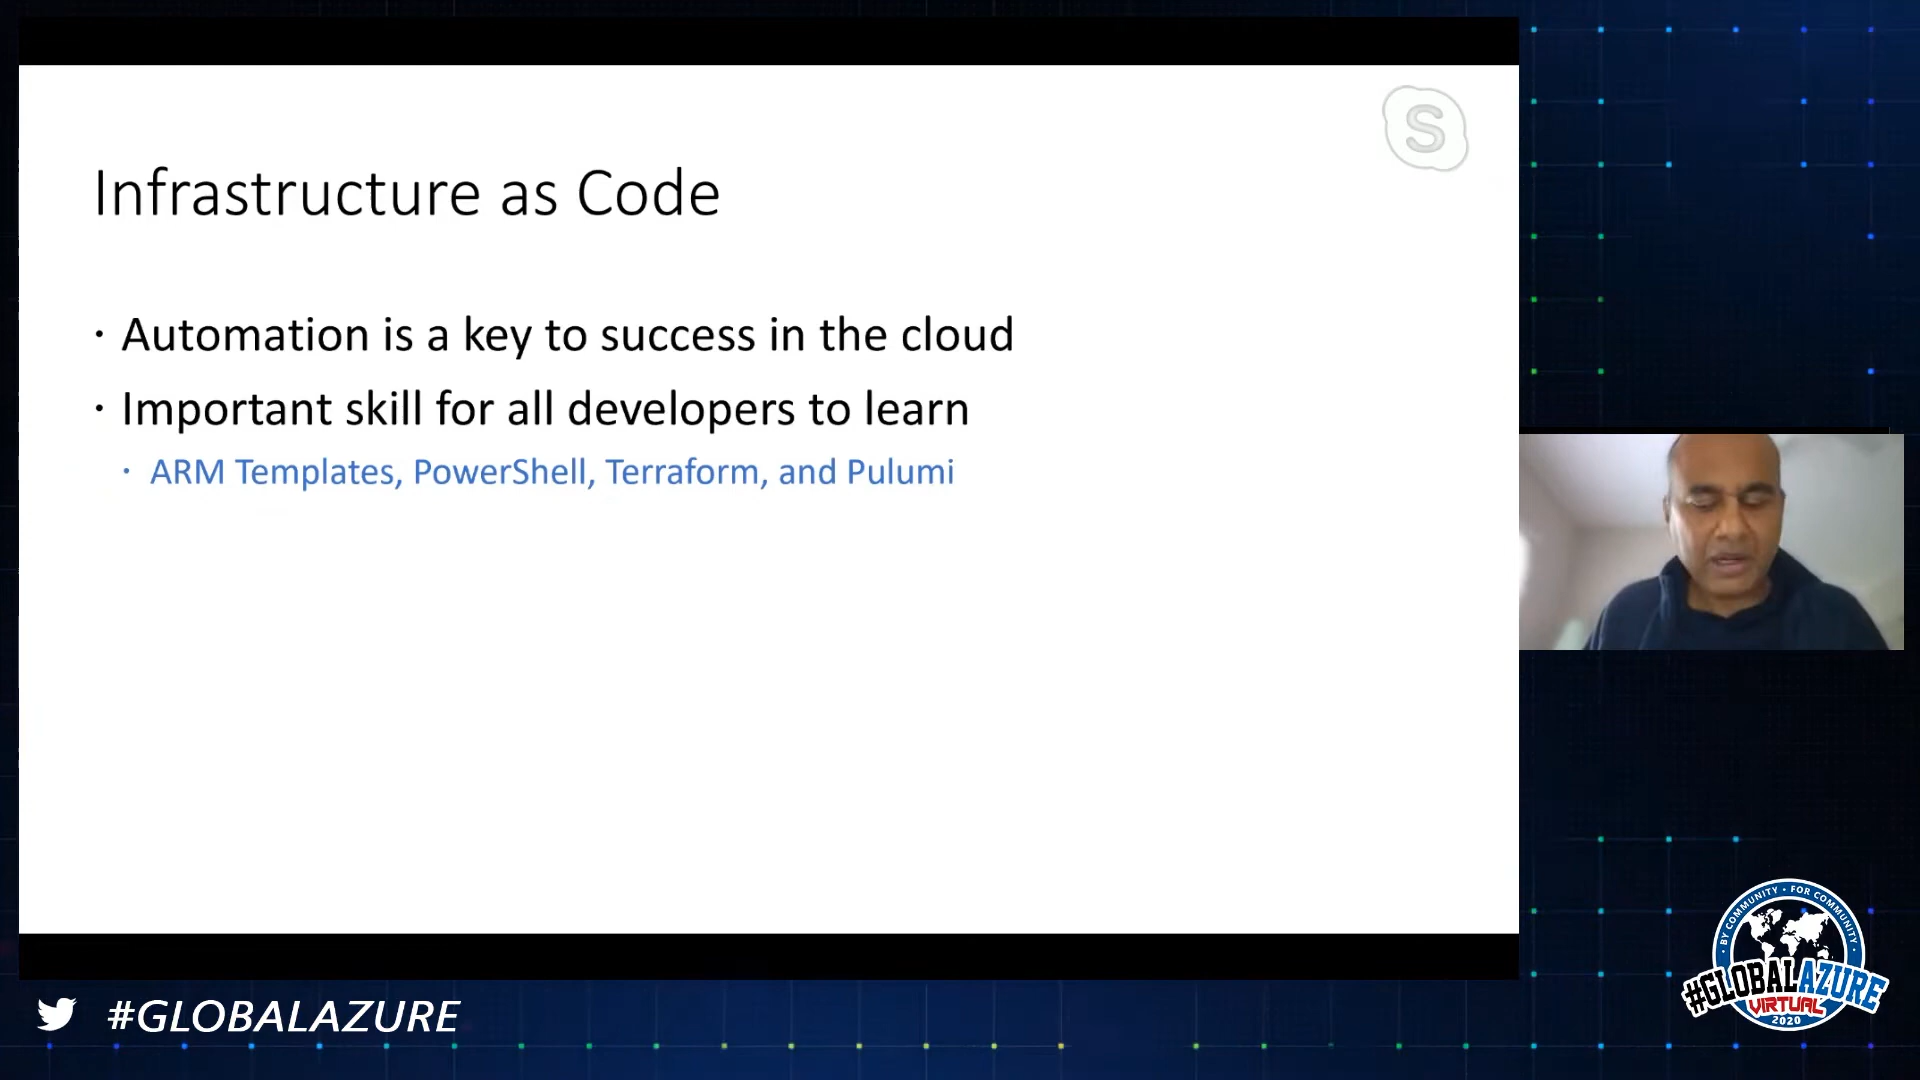 S
Infrastructure as Code
· Automation is a key to success in the cloud
· Important skill for all developers to learn
· ARM Templates, PowerShell, Terraform, and Pulumi
#GLOBALAZURE
· BY COMMUNITY · FOR COMMUNITY ·
#GLOBALAZURE
VIRTUAL
2020